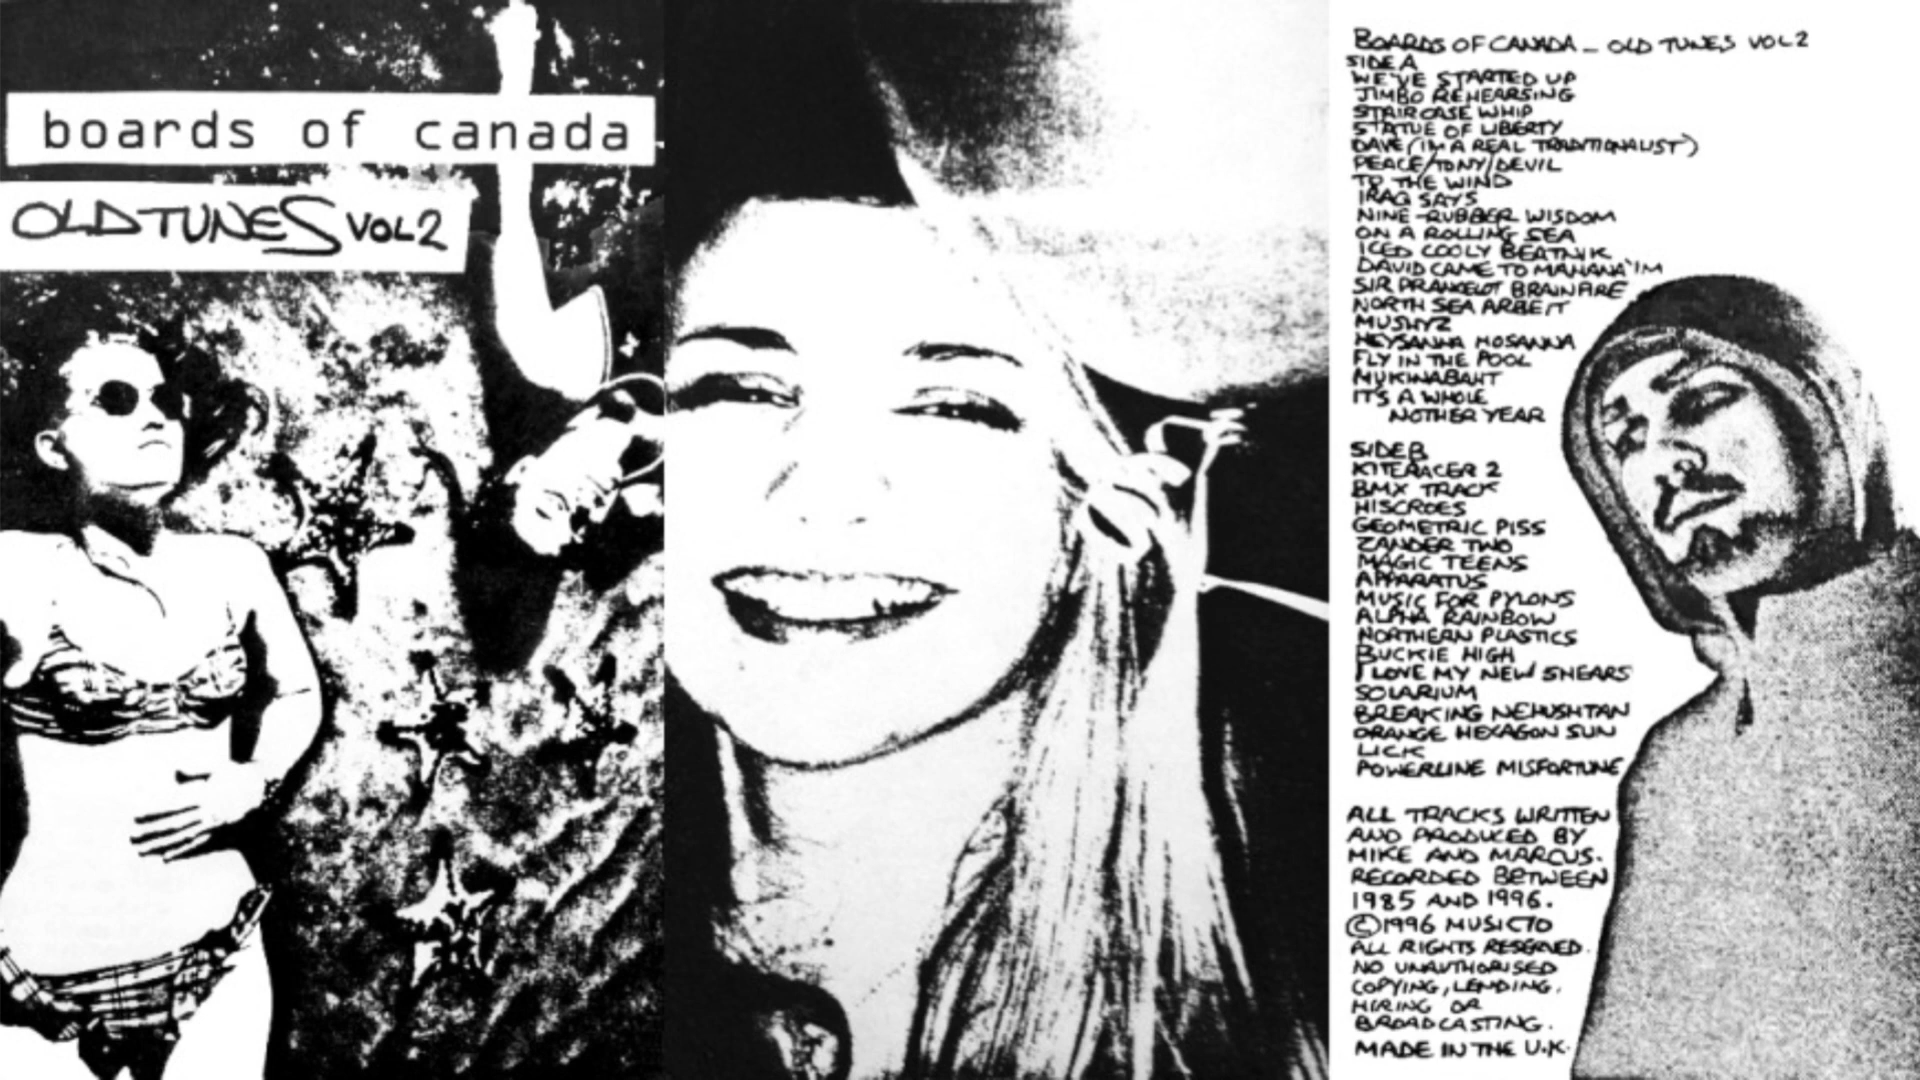 boards of canada
OLD TUNES VOL 2
BOARDS OF CANADA — OLD TUNES VOL 2
SIDE A
WE'VE STARTED UP
JIMBO REHEARSING
STAIRCASE WHIP
STATUE OF LIBERTY
DAVE (I'M A REAL TRADITIONALIST)
PEACE/TONY/DEVIL
TO THE WIND
IRAQ SAYS
NINE-RUBBER WISDOM
ON A ROLLING SEA
ICED COOLY BEATNIK
DAVID CAME TO MAHANA'IM
SIR PRANCELOT BRAINFIRE
NORTH SEA ARBEIT
MUSHYZ
HEYSANNA HOSANNA
FLY IN THE POOL
MUKINABAHT
IT'S A WHOLE
NOTHER YEAR
SIDE B
KITERACER 2
BMX TRACK
HISCROES
GEOMETRIC PISS
ZANDER TWO
MAGIC TEENS
APPARATUS
MUSIC FOR PYLONS
ALPHA RAINBOW
NORTHERN PLASTICS
BUCKIE HIGH
I LOVE MY NEW SHEARS
SOLARIUM
BREAKING NEHUSHTAN
ORANGE HEXAGON SUN
LICK
POWERLINE MISFORTUNE
ALL TRACKS WRITTEN
AND PRODUCED BY
MIKE AND MARCUS.
RECORDED BETWEEN
1985 AND 1996.
©1996 MUSIC70
ALL RIGHTS RESERVED.
NO UNAUTHORISED
COPYING, LENDING,
HIRING OR
BROADCASTING.
MADE IN THE U.K.